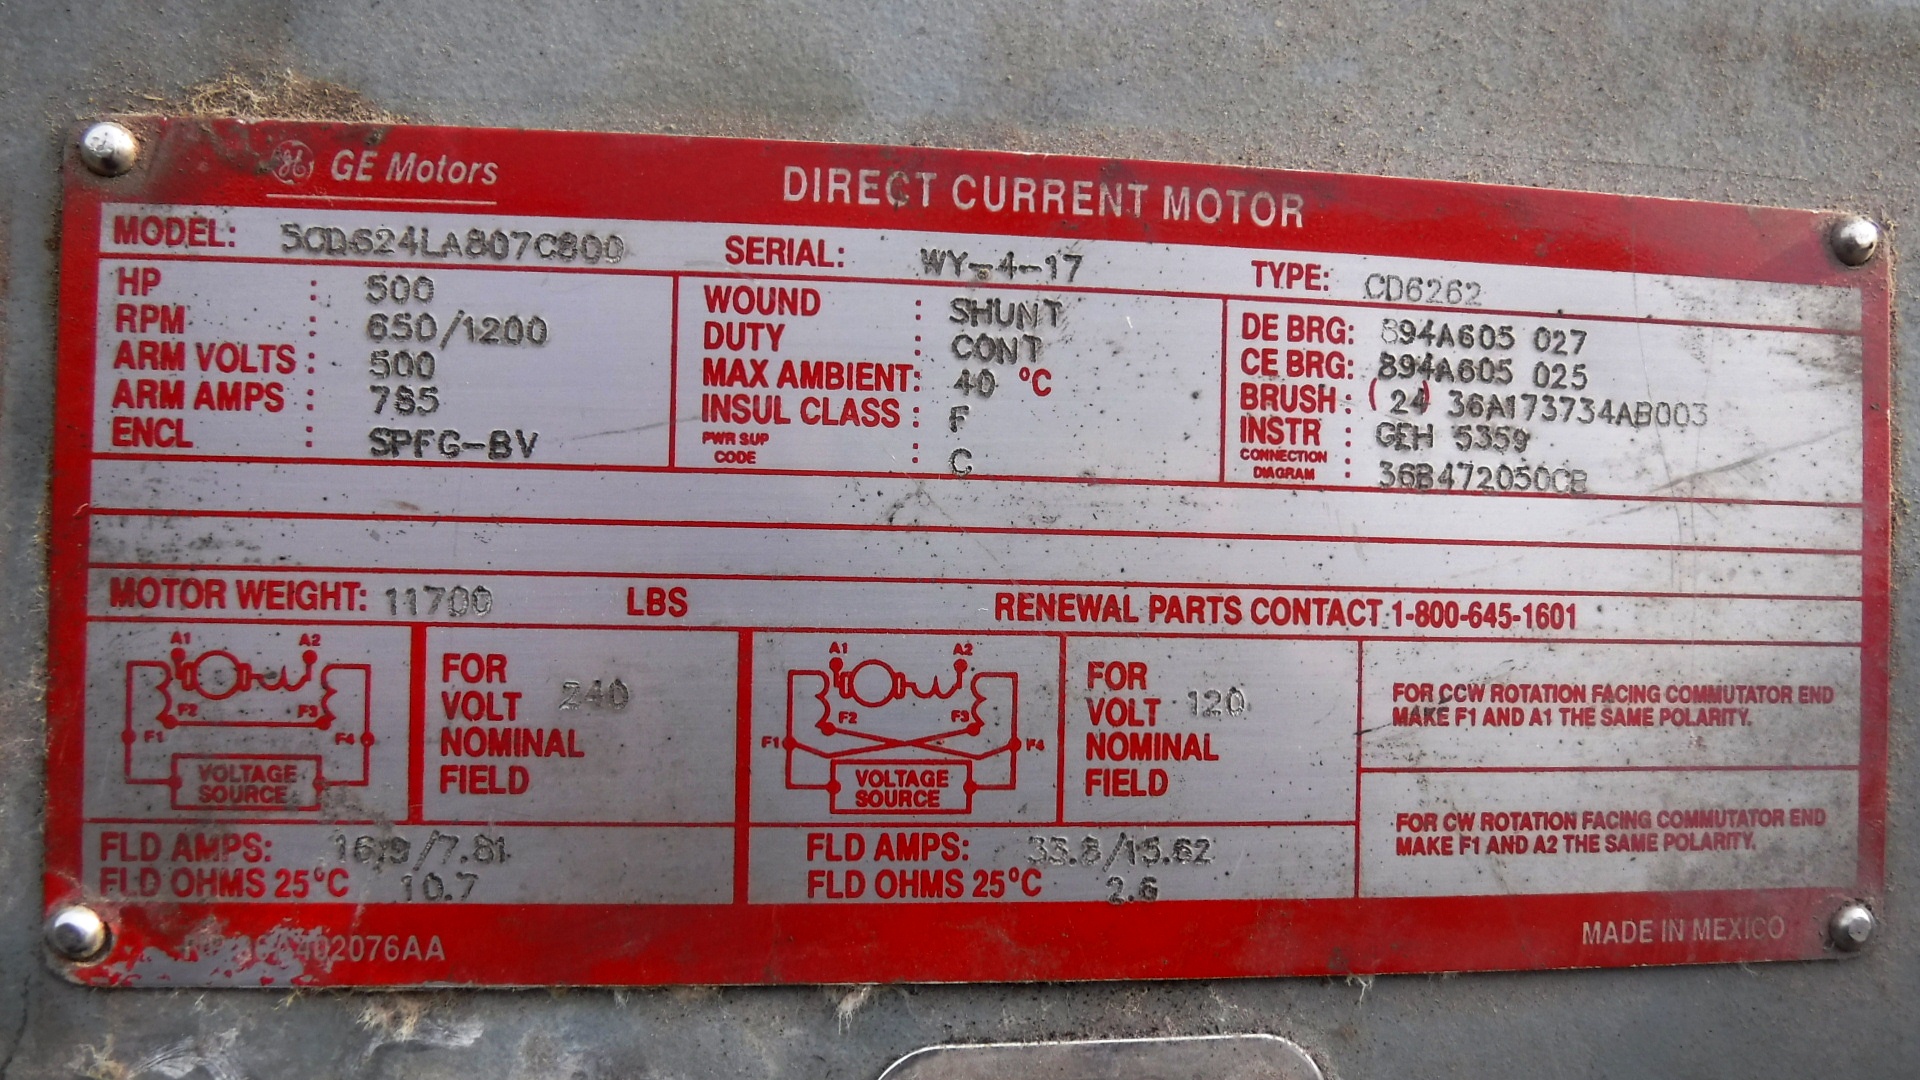 GE Motors
DIRECT CURRENT MOTOR
MODEL: 5CD624LA807C800 SERIAL: WY-4-17 TYPE: CD6262
HP : 500
RPM : 650/1200
ARM VOLTS : 500
ARM AMPS : 785
ENCL : SPFG-BV
WOUND : SHUNT
DUTY : CONT
MAX AMBIENT: 40 °C
INSUL CLASS : F
PWR SUP
CODE : C
DE BRG: 894A605 027
CE BRG: 894A605 025
BRUSH : (24) 36A173734AB003
INSTR : GEH 5359
CONNECTION
DIAGRAM : 36B472050CB
MOTOR WEIGHT: 11700 LBS RENEWAL PARTS CONTACT 1-800-645-1601
A1 A2
F2 F3
F1 F4
VOLTAGE
SOURCE
FOR
VOLT 240
NOMINAL
FIELD
A1 A2
F2 F3
F1 F4
VOLTAGE
SOURCE
FOR
VOLT 120
NOMINAL
FIELD
FOR CCW ROTATION FACING COMMUTATOR END
MAKE F1 AND A1 THE SAME POLARITY.
FLD AMPS: 16.9/7.81
FLD OHMS 25°C 10.7
FLD AMPS: 33.8/15.62
FLD OHMS 25°C 2.6
FOR CW ROTATION FACING COMMUTATOR END
MAKE F1 AND A2 THE SAME POLARITY.
MADE IN MEXICO